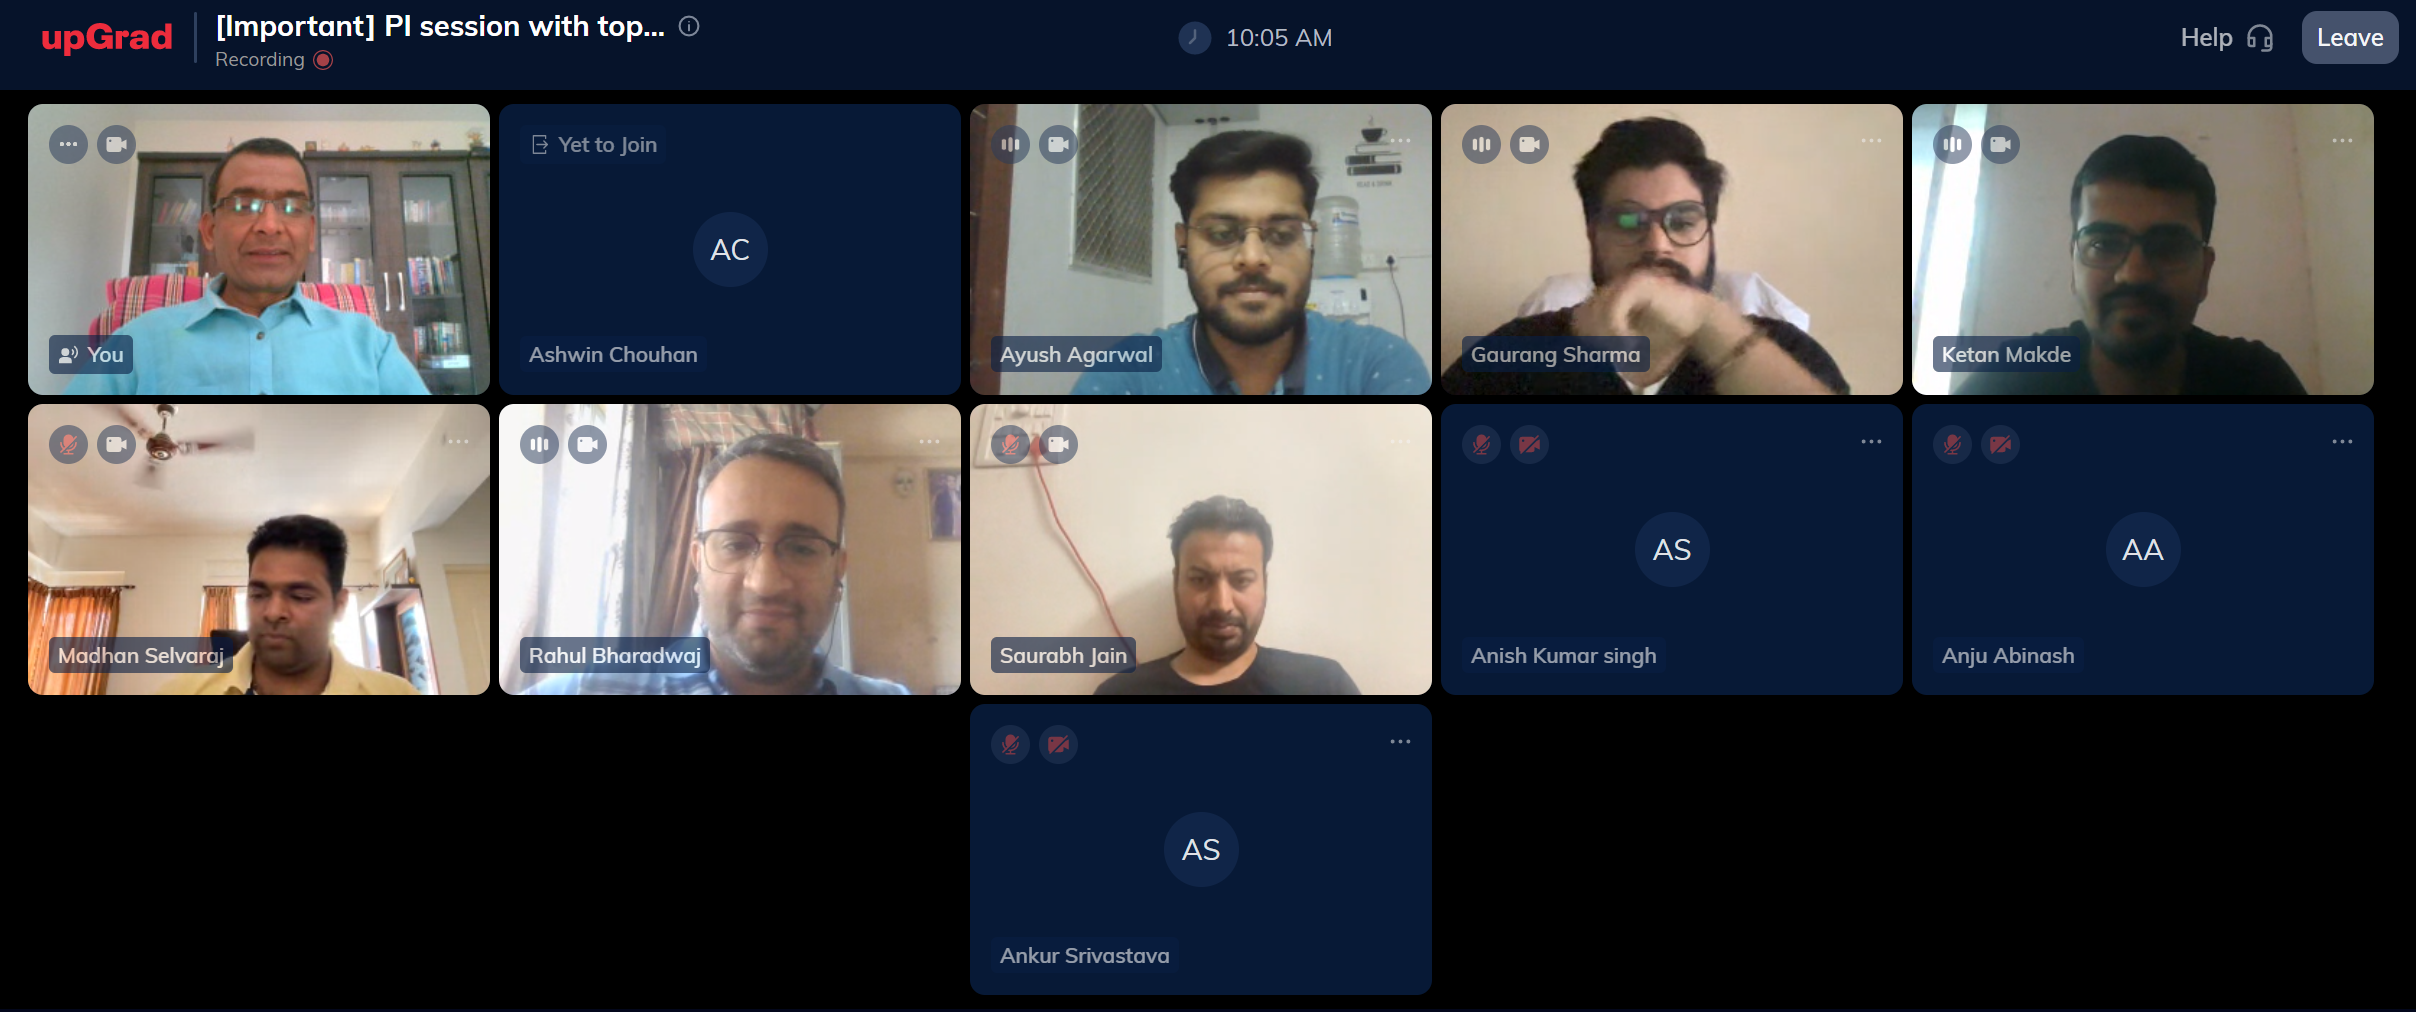 upGrad
[Important] PI session with top...
Recording
10:05 AM
Help
Leave
You
Yet to Join
AC
Ashwin Chouhan
Ayush Agarwal
Gaurang Sharma
Ketan Makde
Madhan Selvaraj
Rahul Bharadwaj
Saurabh Jain
AS
Anish Kumar singh
AA
Anju Abinash
AS
Ankur Srivastava